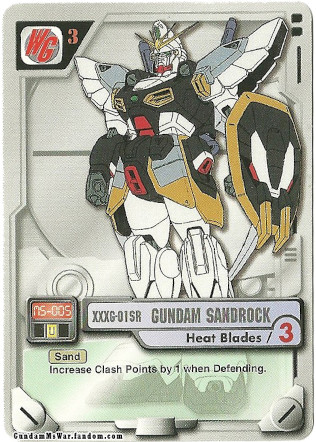 WG 3
MS-005
U
XXXG-01SR GUNDAM SANDROCK
Heat Blades / 3
Sand
Increase Clash Points by 1 when Defending.
GundamMsWar.fandom.com